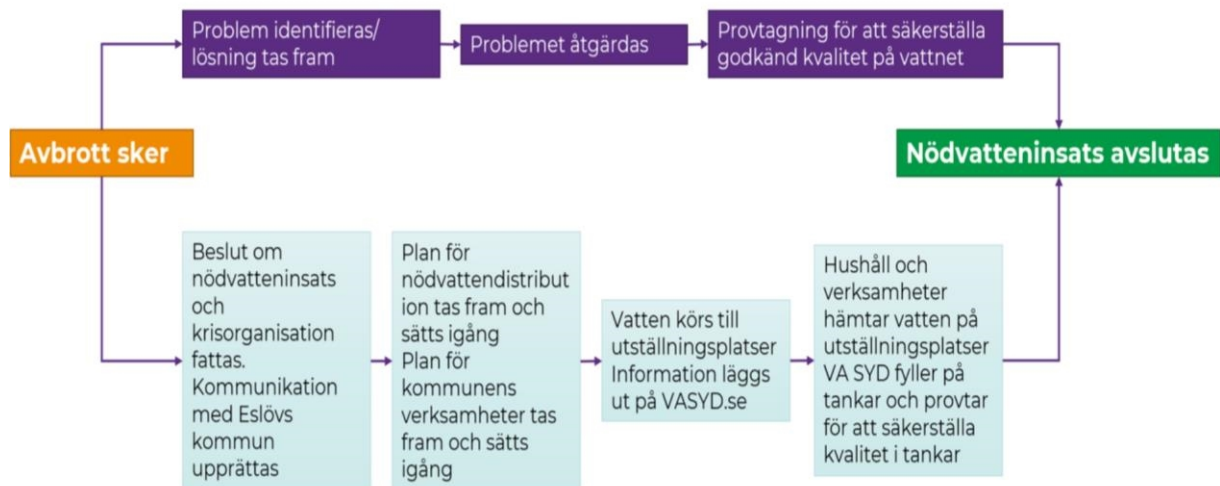 Problem identifieras/
lösning tas fram
Problemet åtgärdas
Provtagning för att säkerställa
godkänd kvalitet på vattnet
Avbrott sker
Nödvatteninsats avslutas
Beslut om
nödvatteninsats
och
krisorganisation
fattas.
Kommunikation
med Eslövs
kommun
upprättas
Plan för
nödvattendistribut
ion tas fram och
sätts igång
Plan för
kommunens
verksamheter tas
fram och sätts
igång
Vatten körs till
utställningsplatser
Information läggs
ut på VASYD.se
Hushåll och
verksamheter
hämtar vatten på
utställningsplatser
VA SYD fyller på
tankar och provtar
för att säkerställa
kvalitet i tankar